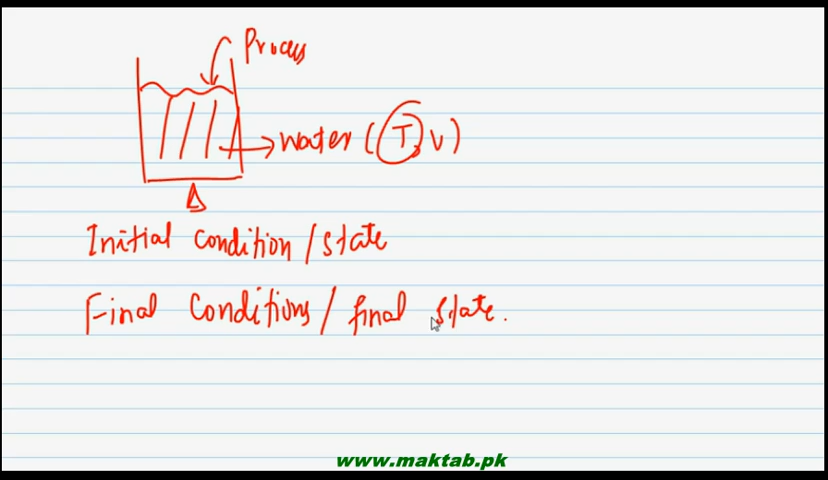 Process
Water (T, V)
Δ
Initial condition / state
Final Conditions / final state.
www.maktab.pk